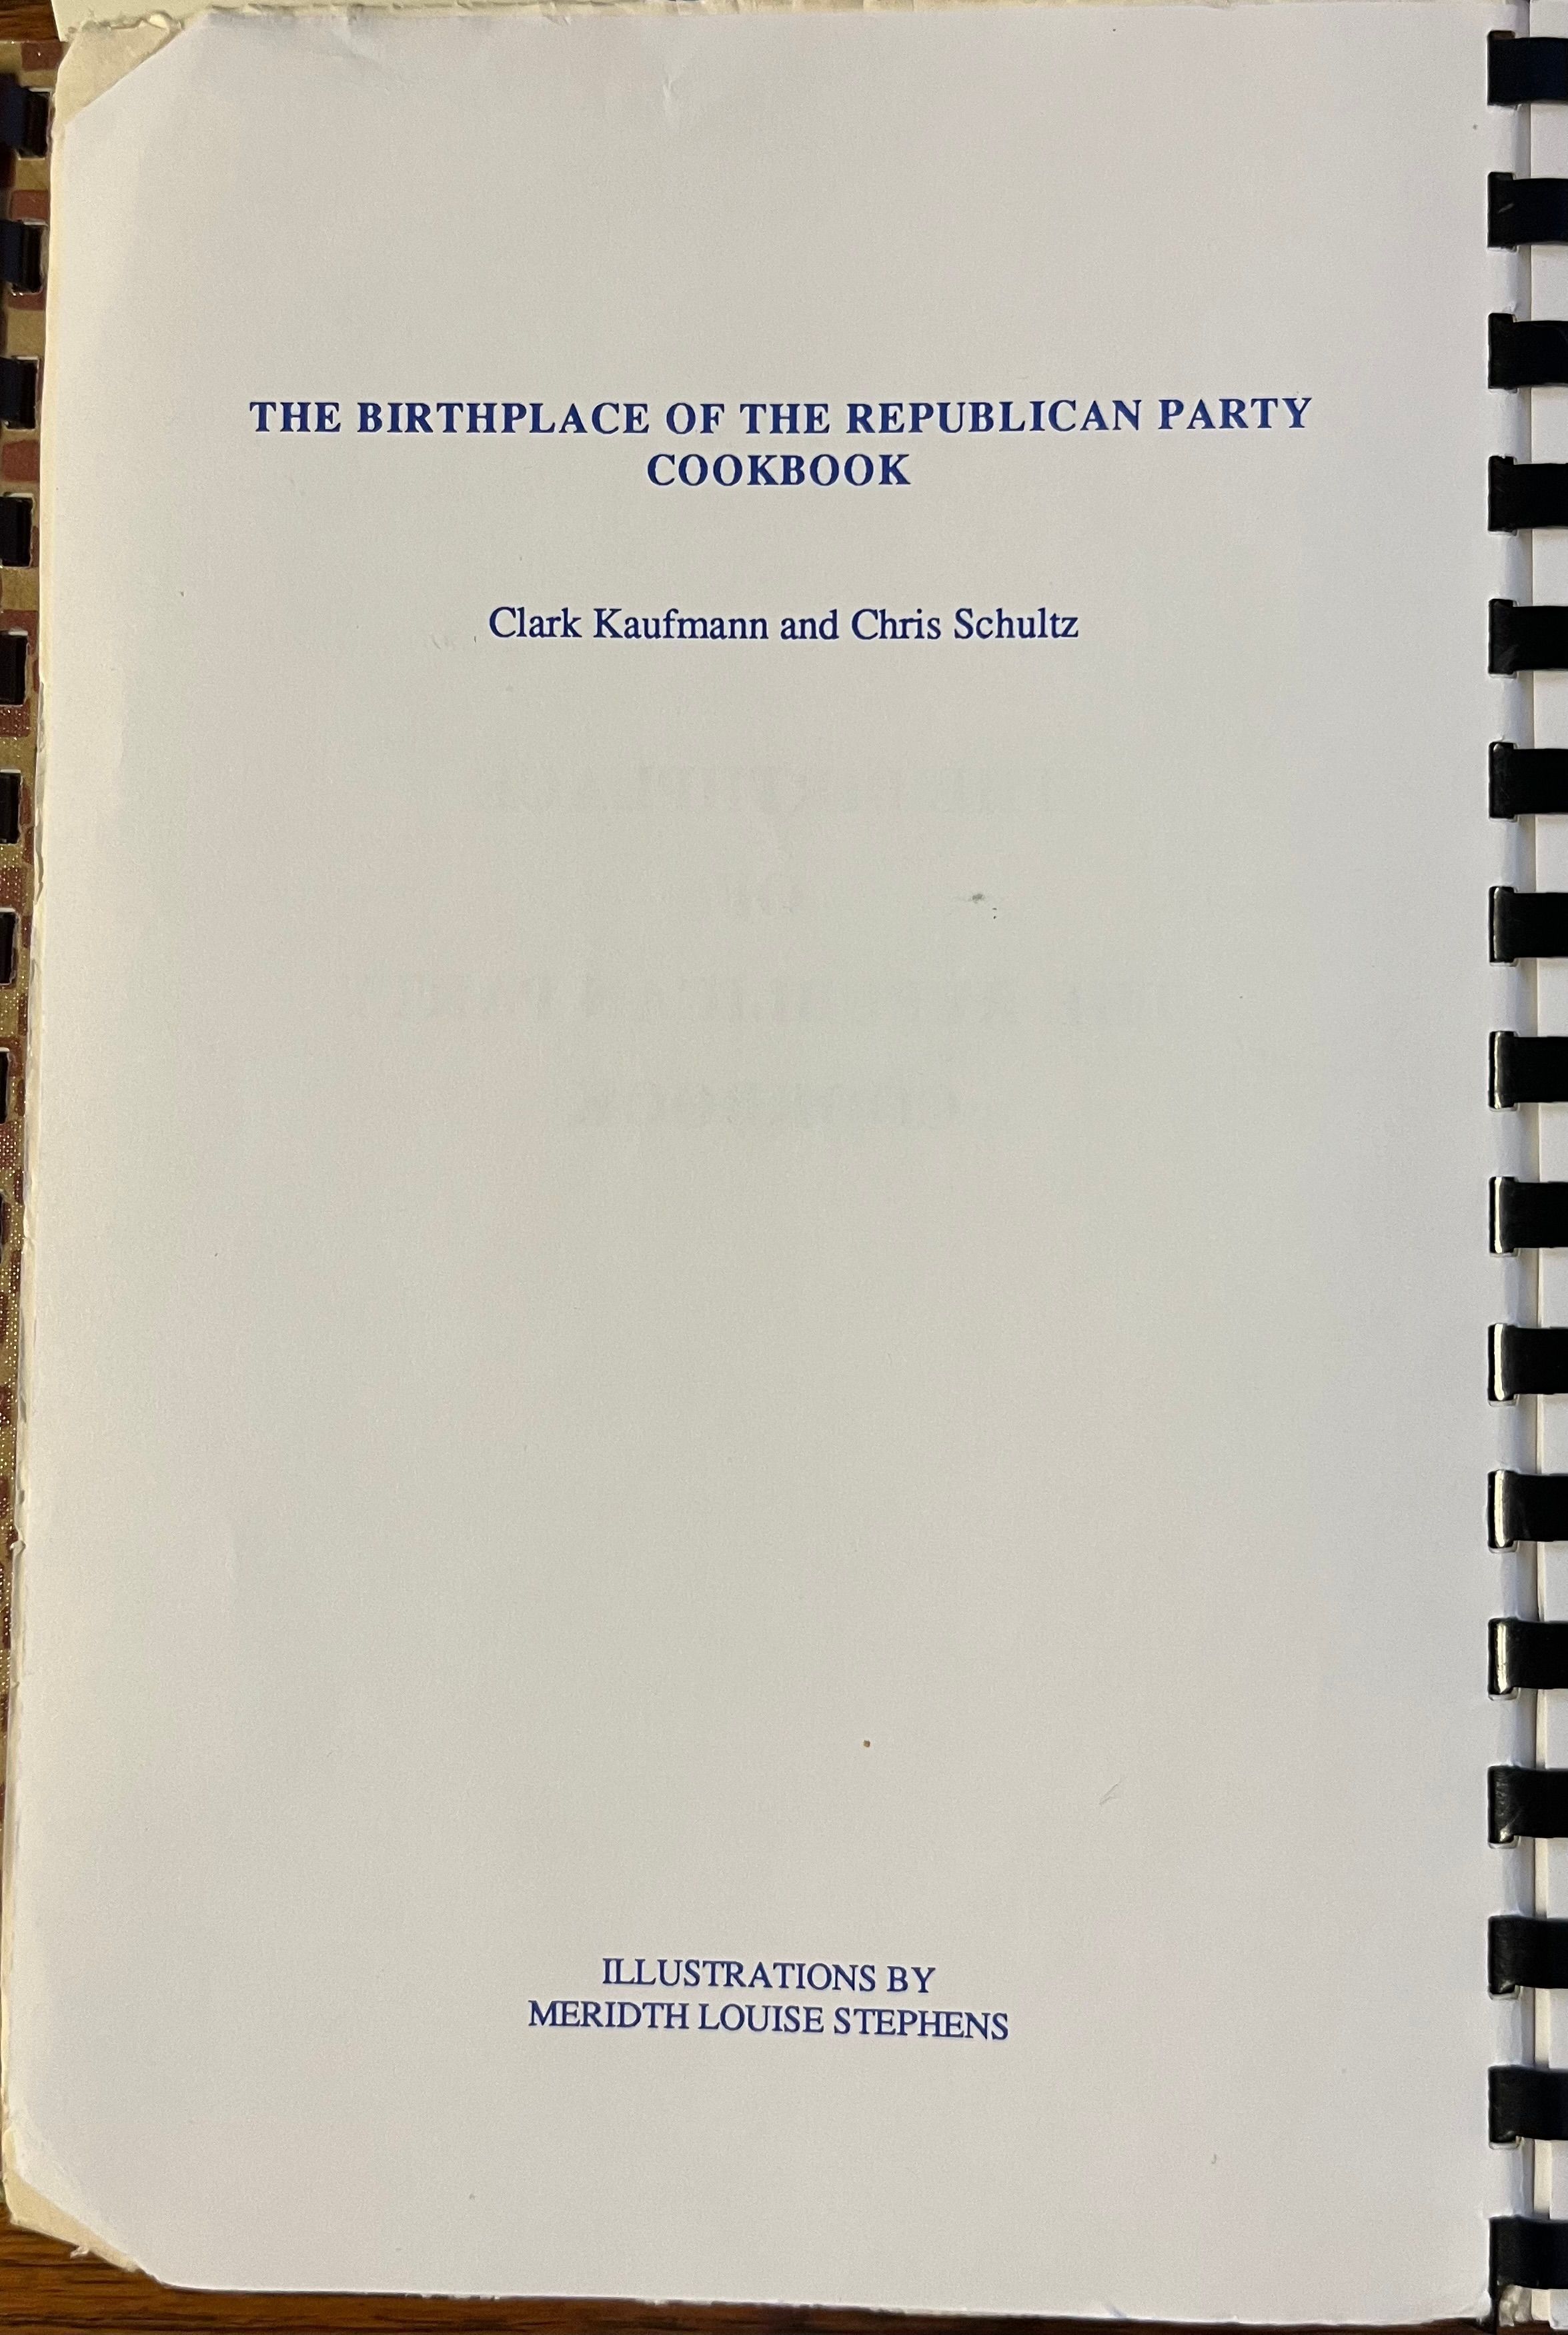 THE BIRTHPLACE OF THE REPUBLICAN PARTY
COOKBOOK
Clark Kaufmann and Chris Schultz
ILLUSTRATIONS BY
MERIDTH LOUISE STEPHENS